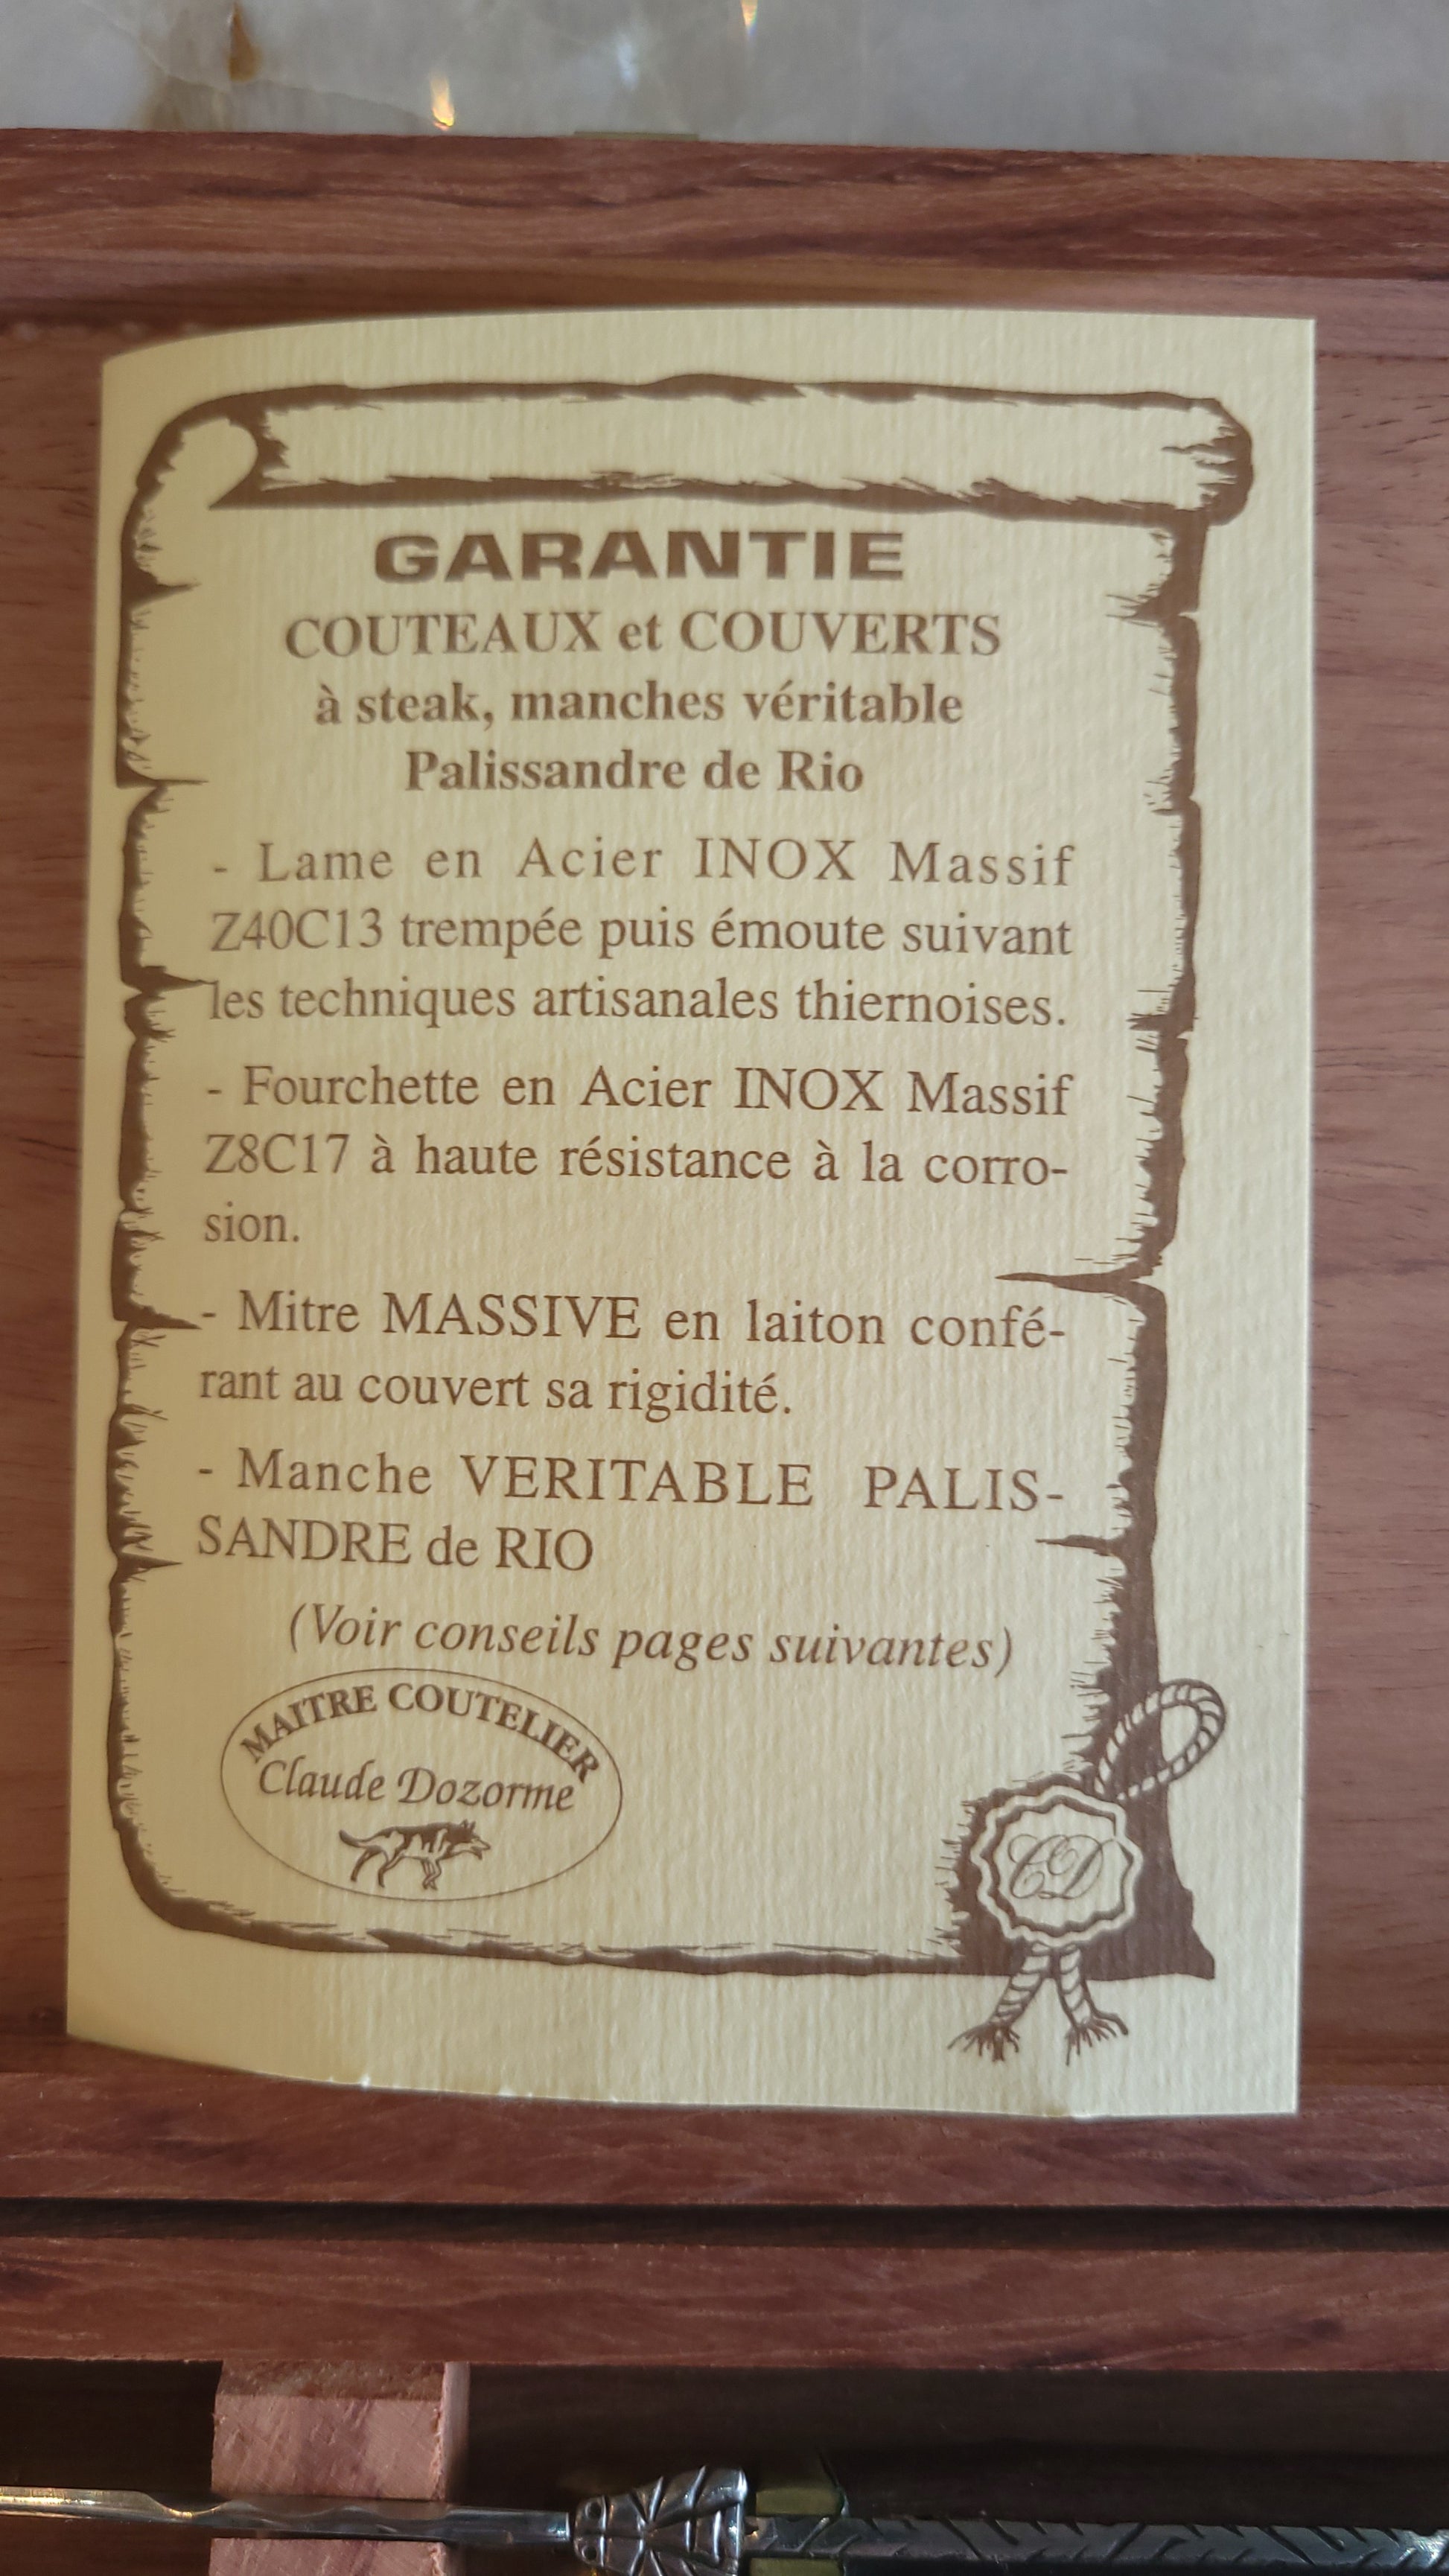 GARANTIE
COUTEAUX et COUVERTS
à steak, manches véritable
Palissandre de Rio
- Lame en Acier INOX Massif
Z40C13 trempée puis émoute suivant
les techniques artisanales thiernoises.
- Fourchette en Acier INOX Massif
Z8C17 à haute résistance à la corro-
sion.
- Mitre MASSIVE en laiton confé-
rant au couvert sa rigidité.
- Manche VERITABLE PALIS-
SANDRE de RIO
(Voir conseils pages suivantes)
MAITRE COUTELIER
Claude Dozorme
CD